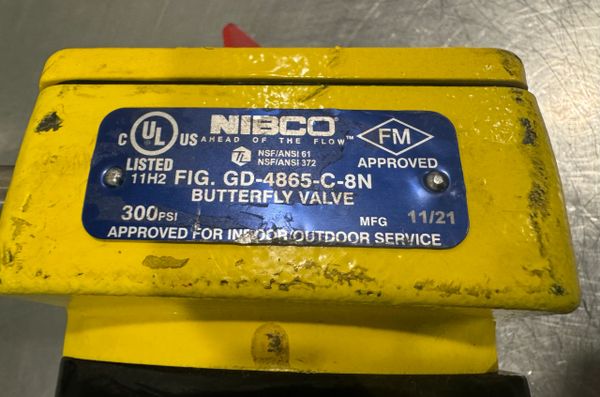 NIBCO®
AHEAD OF THE FLOW™
C UL US
LISTED
11H2
NSF/ANSI 61
NSF/ANSI 372
FM
APPROVED
FIG. GD-4865-C-8N
BUTTERFLY VALVE
300PSI
MFG 11/21
APPROVED FOR INDOOR/OUTDOOR SERVICE